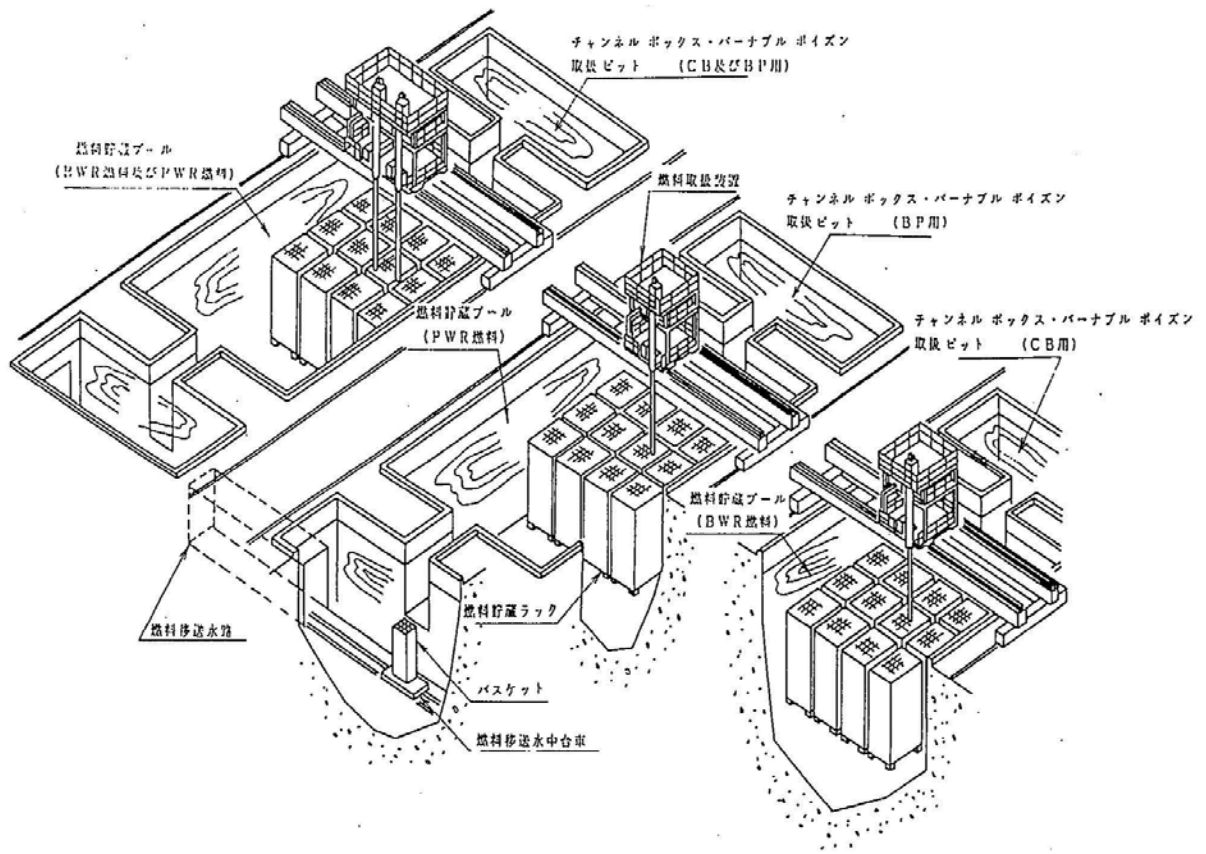 チャンネル ボックス・バーナブル ポイズン
取扱ピット (CB及びBP用)
燃料貯蔵プール
(BWR燃料及びPWR燃料)
燃料取扱装置
チャンネル ボックス・バーナブル ポイズン
取扱ピット (BP用)
燃料貯蔵プール
(PWR燃料)
チャンネル ボックス・バーナブル ポイズン
取扱ピット (CB用)
燃料貯蔵プール
(BWR燃料)
燃料貯蔵ラック
燃料移送水路
バスケット
燃料移送水中台車